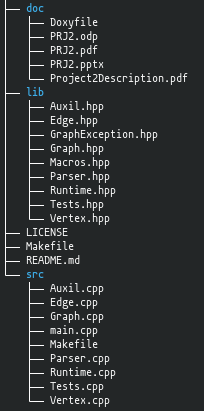 doc
Doxyfile
PRJ2.odp
PRJ2.pdf
PRJ2.pptx
Project2Description.pdf
lib
Auxil.hpp
Edge.hpp
GraphException.hpp
Graph.hpp
Macros.hpp
Parser.hpp
Runtime.hpp
Tests.hpp
Vertex.hpp
LICENSE
Makefile
README.md
src
Auxil.cpp
Edge.cpp
Graph.cpp
main.cpp
Makefile
Parser.cpp
Runtime.cpp
Tests.cpp
Vertex.cpp